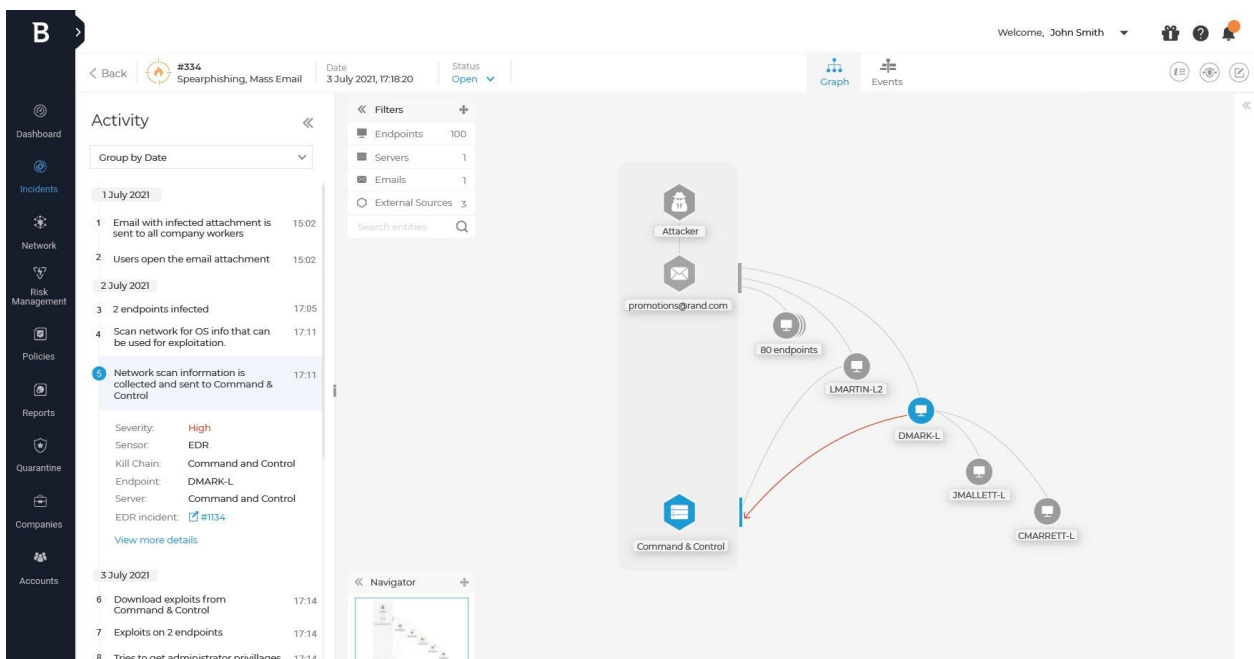 B
Welcome, John Smith
Back
#334
Spearphishing, Mass Email
Date
3 July 2021, 17:18:20
Status
Open
Graph
Events
Dashboard
Incidents
Network
Risk
Management
Policies
Reports
Quarantine
Companies
Accounts
Activity
Group by Date
1 July 2021
1 Email with infected attachment is 15:02
sent to all company workers
2 Users open the email attachment 15:02
2 July 2021
3 2 endpoints infected 17:05
4 Scan network for OS info that can 17:11
be used for exploitation.
5 Network scan information is 17:11
collected and sent to Command &
Control
Severity: High
Sensor: EDR
Kill Chain: Command and Control
Endpoint: DMARK-L
Server: Command and Control
EDR incident: #1134
View more details
3 July 2021
6 Download exploits from 17:14
Command & Control
7 Exploits on 2 endpoints 17:14
8 Tries to get administrator privillages 17:14
Filters
Endpoints 100
Servers 1
Emails 1
External Sources 3
Search entities
Attacker
promotions@rand.com
80 endpoints
LMARTIN-L2
DMARK-L
JMALLETT-L
CMARRETT-L
Command & Control
Navigator